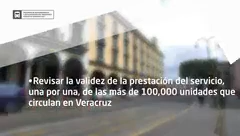 •Revisar la validez de la prestación del servicio,
una por una, de las más de 100,000 unidades que
circulan en Veracruz